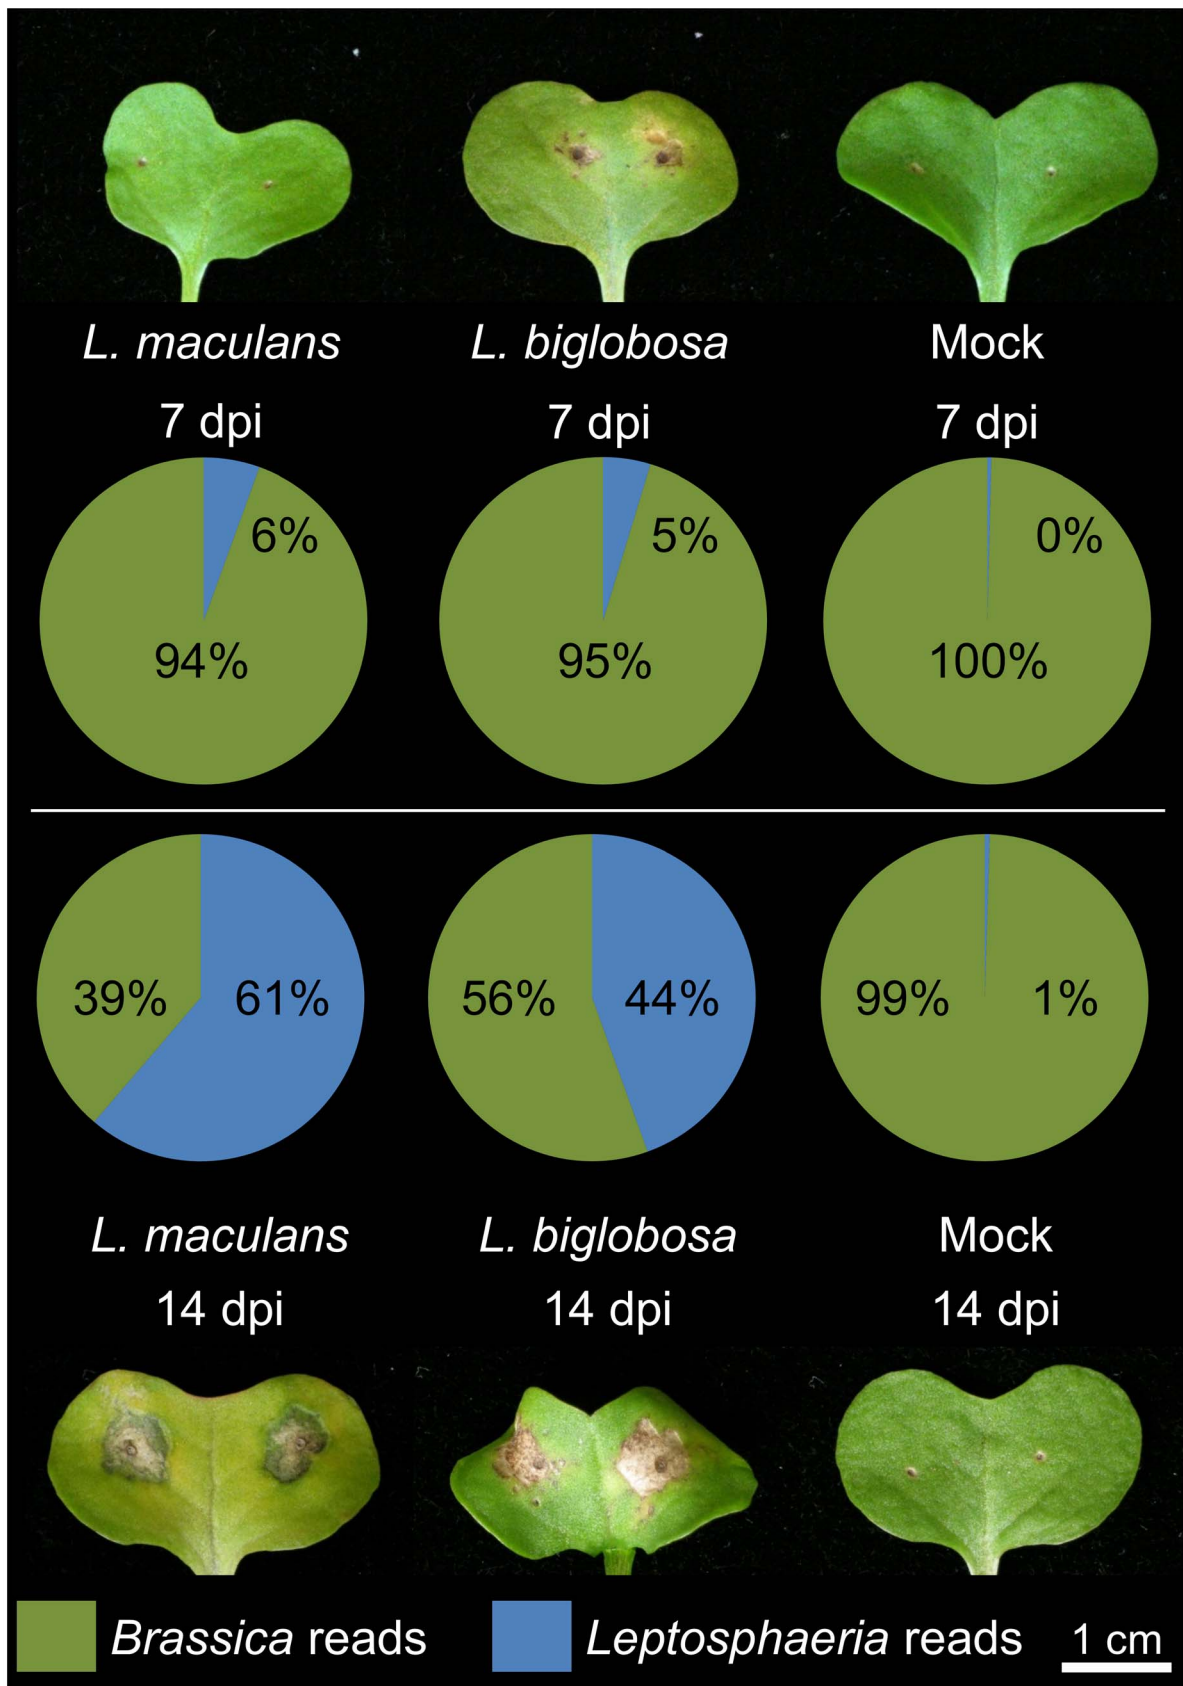 L. maculans L. biglobosa Mock
7 dpi 7 dpi 7 dpi
6% 5% 0%
94% 95% 100%
39% 61% 56% 44% 99% 1%
L. maculans L. biglobosa Mock
14 dpi 14 dpi 14 dpi
Brassica reads Leptosphaeria reads 1 cm